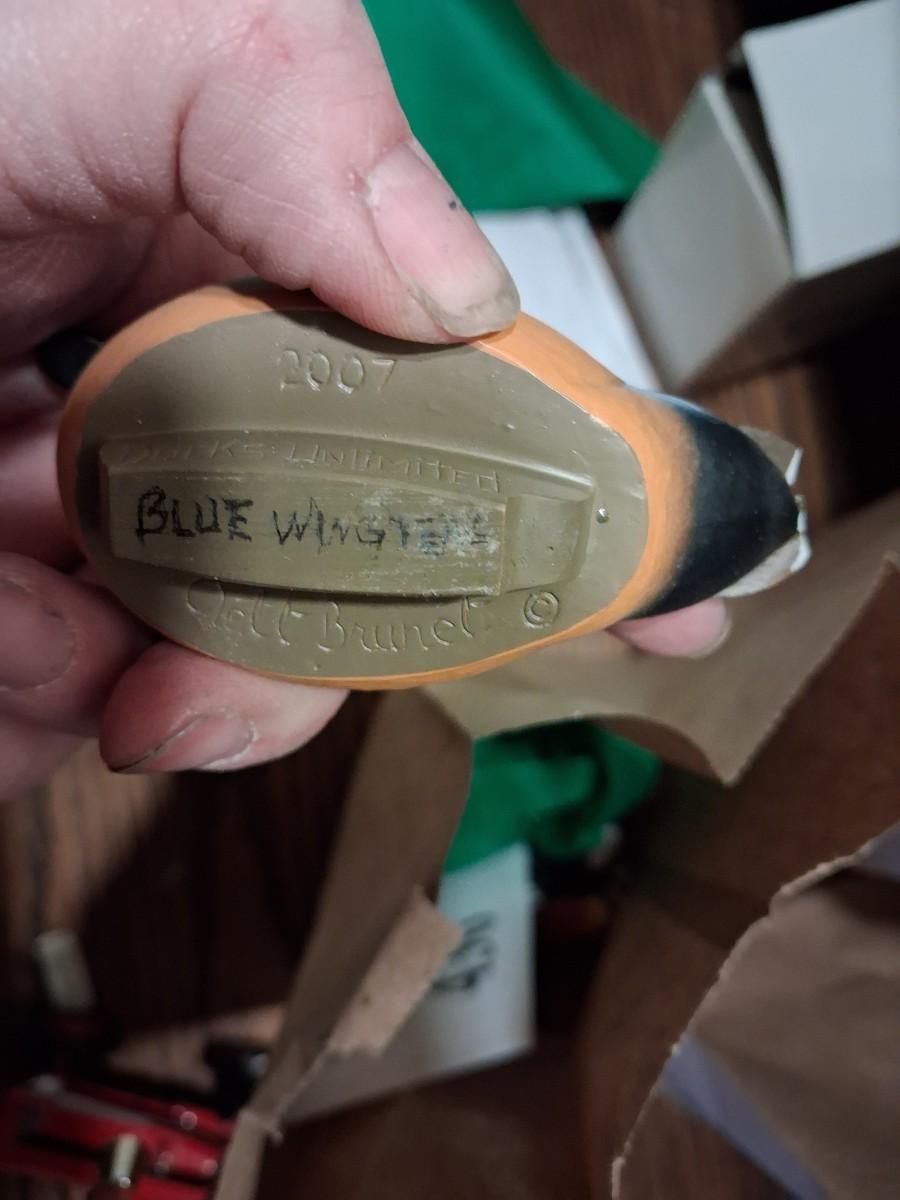 2007
DUCKS UNLIMITED
BLUE WINGTEAL
Jett Brunet ©